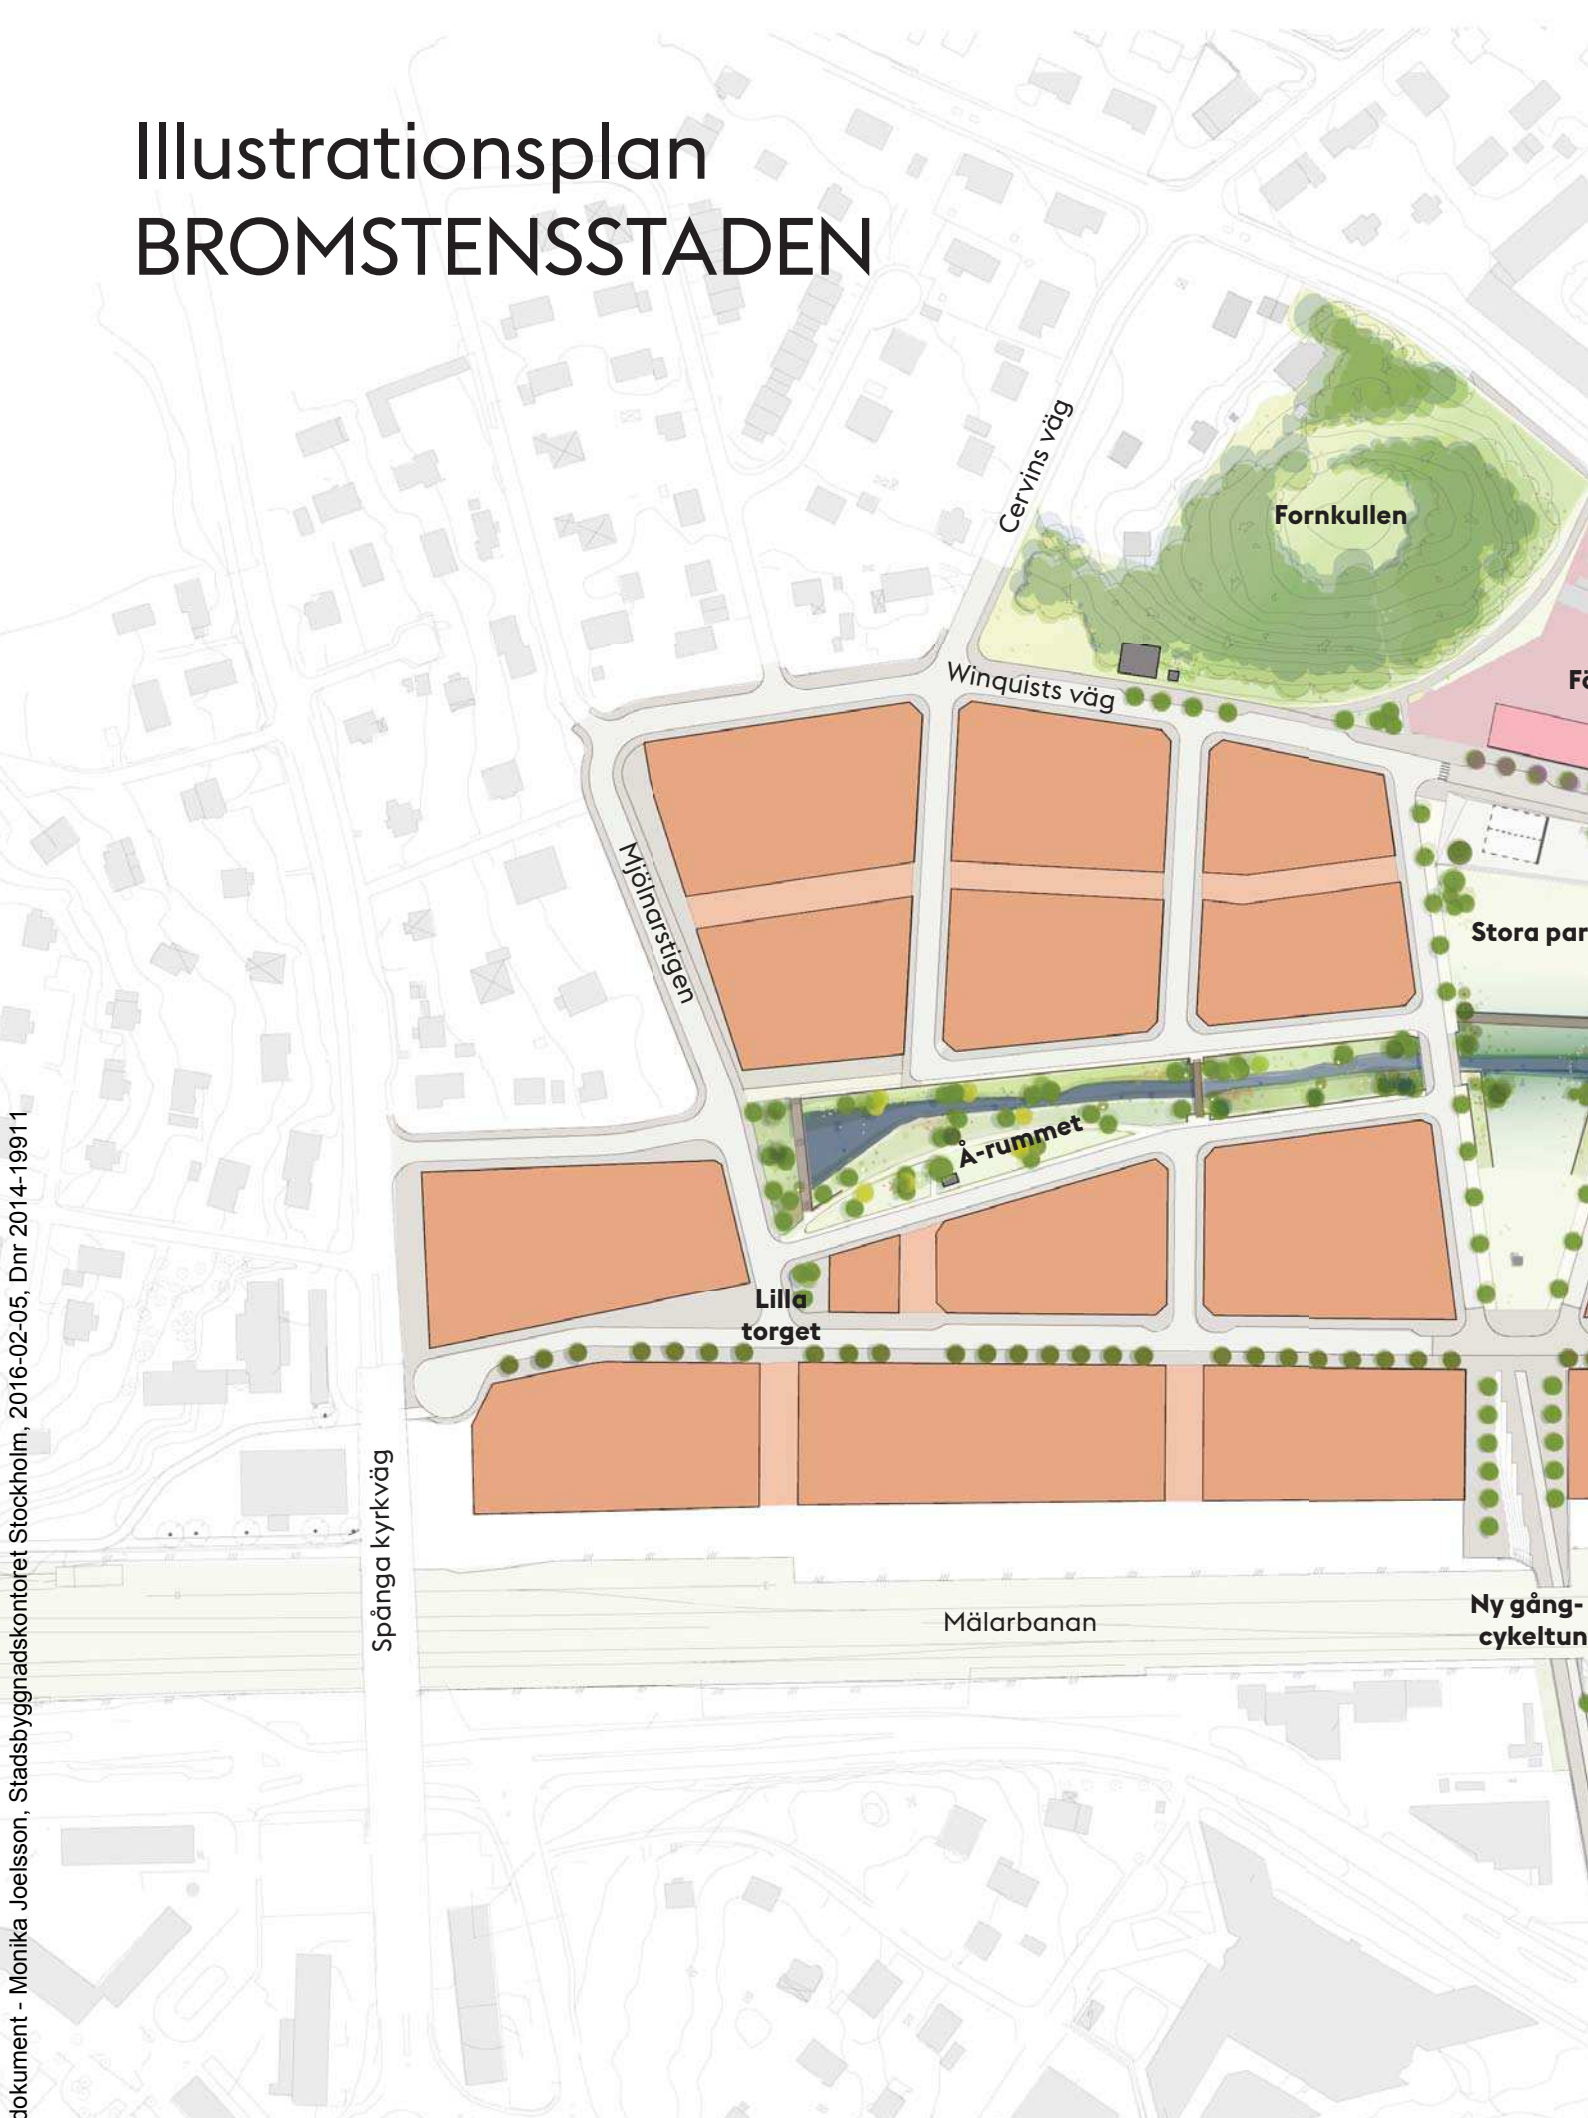 Illustrationsplan
BROMSTENSSTADEN
Cervins väg
Fornkullen
Winquists väg
Mjölnarstigen
Stora par
Å-rummet
Lilla
torget
Spånga kyrkväg
Mälarbanan
Ny gång-
cykeltun
dokument - Monika Joelsson, Stadsbyggnadskontoret Stockholm, 2016-02-05, Dnr 2014-19911